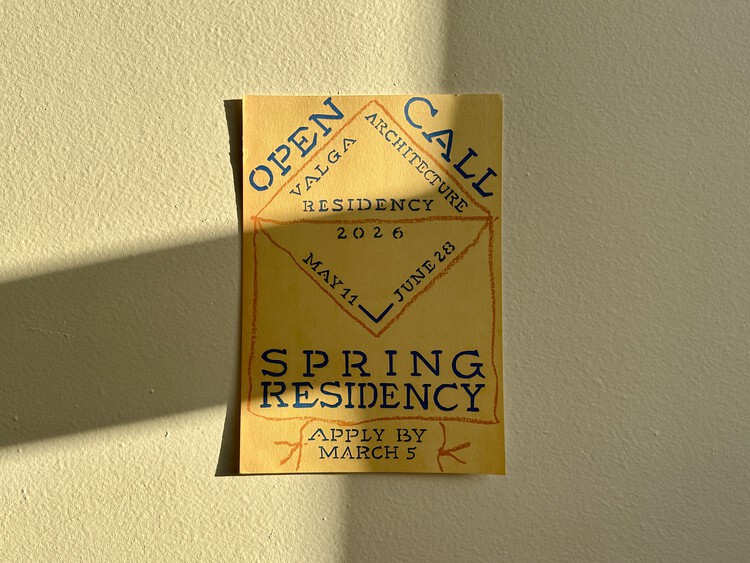 OPEN CALL
VALGA ARCHITECTURE
RESIDENCY
2026
MAY 11 – JUNE 28
SPRING
RESIDENCY
APPLY BY
MARCH 5